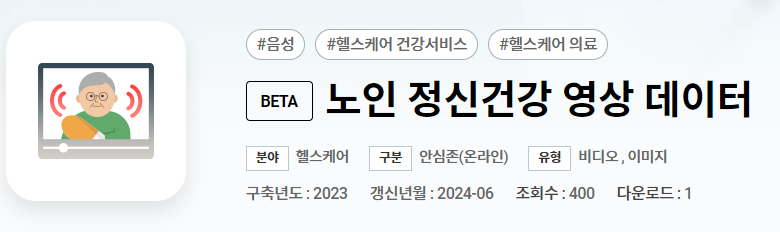 #음성 #헬스케어 건강서비스 #헬스케어 의료
BETA 노인 정신건강 영상 데이터
분야 헬스케어 구분 안심존(온라인) 유형 비디오 , 이미지
구축년도 : 2023 갱신년월 : 2024-06 조회수 : 400 다운로드 : 1